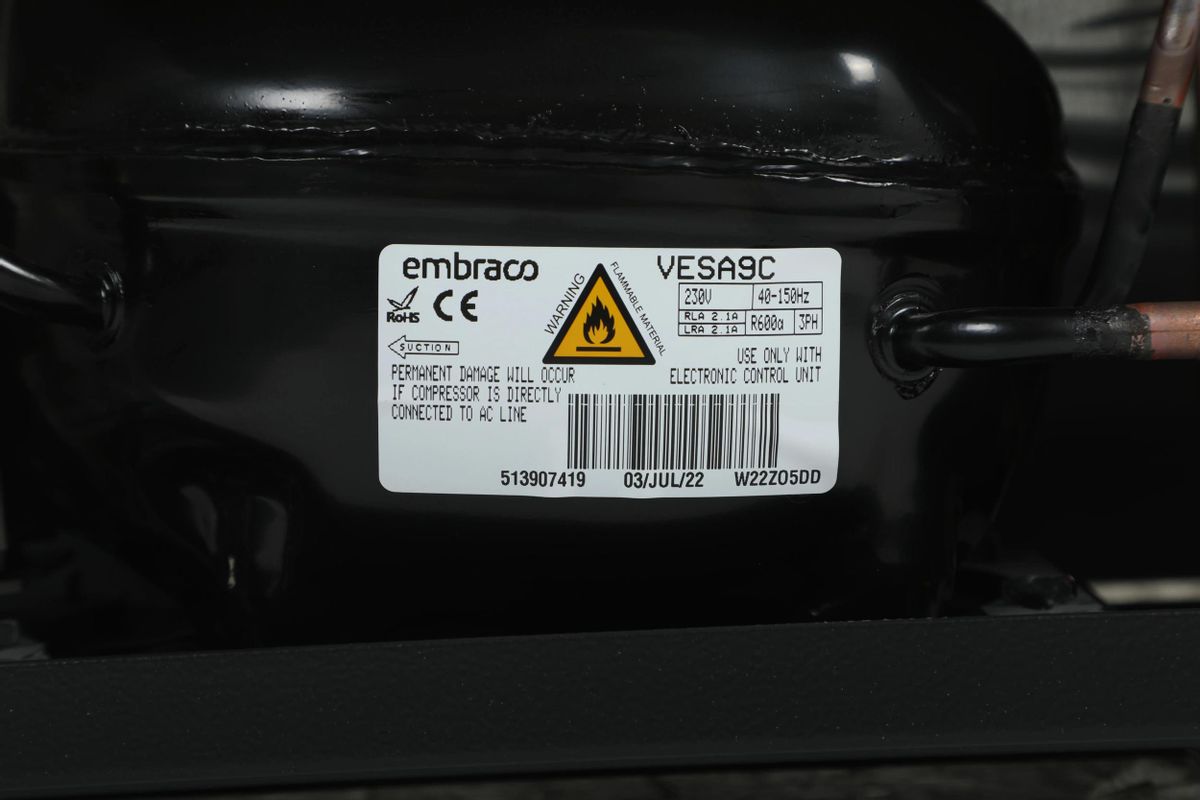 embraco
RoHS CE
SUCTION
WARNING
FLAMMABLE MATERIAL
VESA9C
230V 40-150Hz
RLA 2.1A
LRA 2.1A
R600a 3PH
USE ONLY WITH
ELECTRONIC CONTROL UNIT
PERMANENT DAMAGE WILL OCCUR
IF COMPRESSOR IS DIRECTLY
CONNECTED TO AC LINE
513907419 03/JUL/22 W22ZO5DD